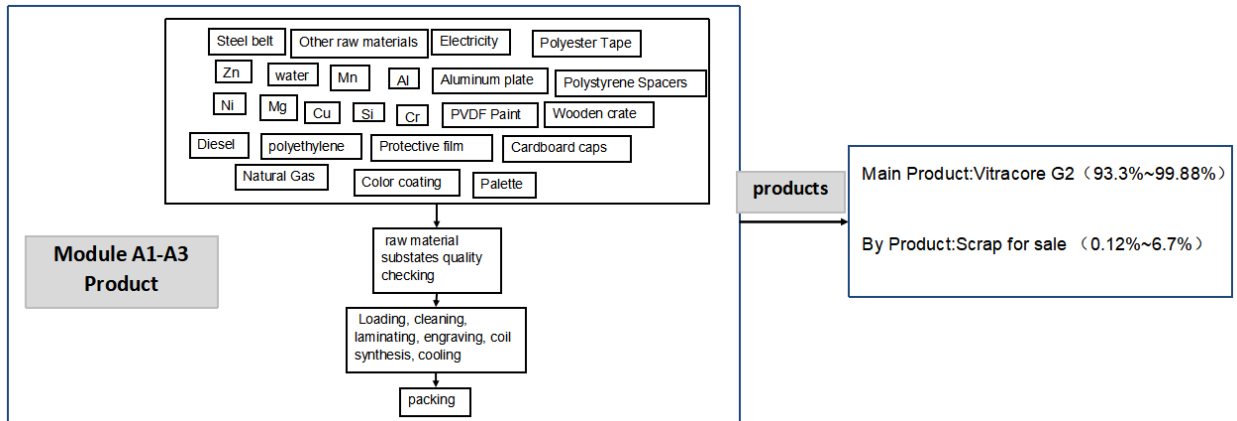 Steel belt
Other raw materials
Electricity
Polyester Tape
Zn
water
Mn
Al
Aluminum plate
Polystyrene Spacers
Ni
Mg
Cu
Si
Cr
PVDF Paint
Wooden crate
Diesel
polyethylene
Protective film
Cardboard caps
Natural Gas
Color coating
Palette
raw material
substates quality
checking
Loading, cleaning,
laminating, engraving, coil
synthesis, cooling
packing
Module A1-A3
Product
products
Main Product:Vitracore G2（93.3%~99.88%）
By Product:Scrap for sale （0.12%~6.7%）